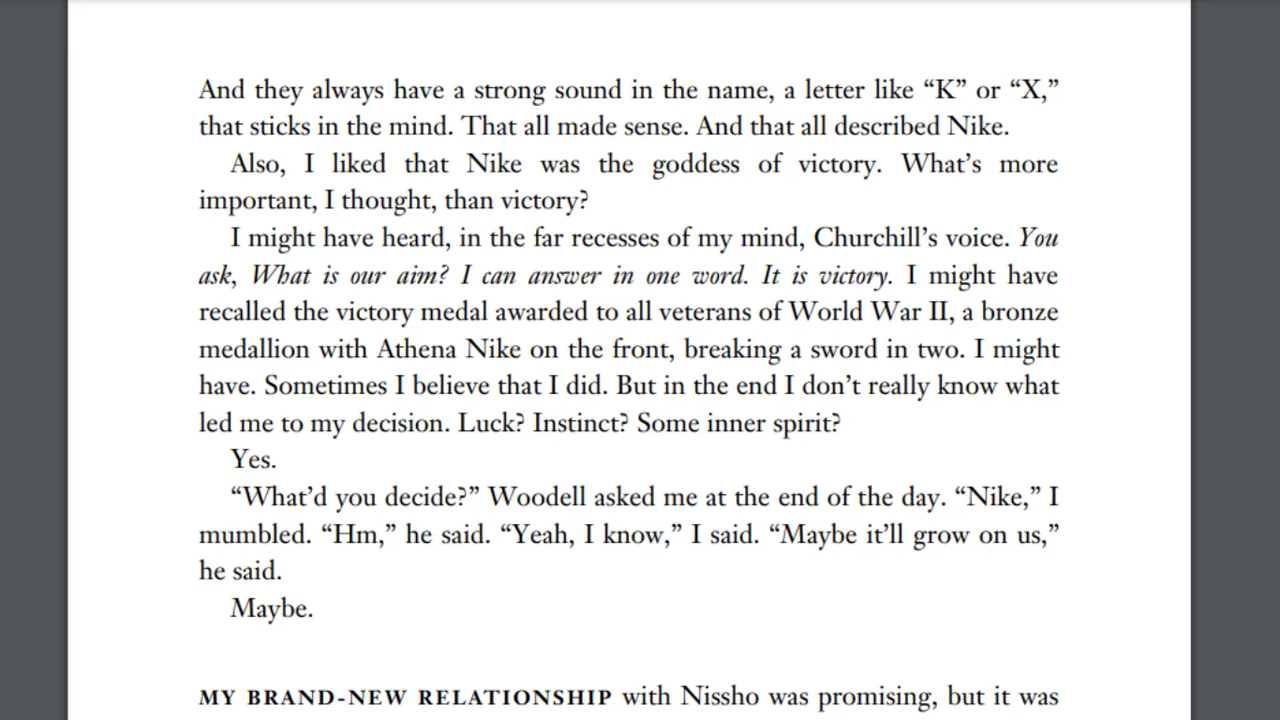 And they always have a strong sound in the name, a letter like “K” or “X,”
that sticks in the mind. That all made sense. And that all described Nike.
Also, I liked that Nike was the goddess of victory. What’s more
important, I thought, than victory?
I might have heard, in the far recesses of my mind, Churchill’s voice. You
ask, What is our aim? I can answer in one word. It is victory. I might have
recalled the victory medal awarded to all veterans of World War II, a bronze
medallion with Athena Nike on the front, breaking a sword in two. I might
have. Sometimes I believe that I did. But in the end I don’t really know what
led me to my decision. Luck? Instinct? Some inner spirit?
Yes.
“What’d you decide?” Woodell asked me at the end of the day. “Nike,” I
mumbled. “Hm,” he said. “Yeah, I know,” I said. “Maybe it’ll grow on us,”
he said.
Maybe.
MY BRAND-NEW RELATIONSHIP with Nissho was promising, but it was